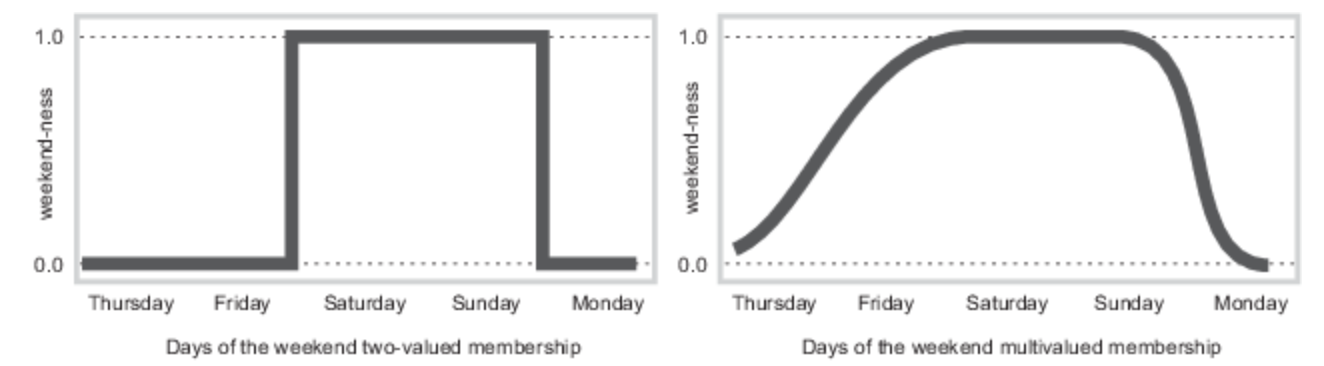 1.0
weekend-ness
0.0
Thursday Friday Saturday Sunday Monday
Days of the weekend two-valued membership
1.0
weekend-ness
0.0
Thursday Friday Saturday Sunday Monday
Days of the weekend multivalued membership